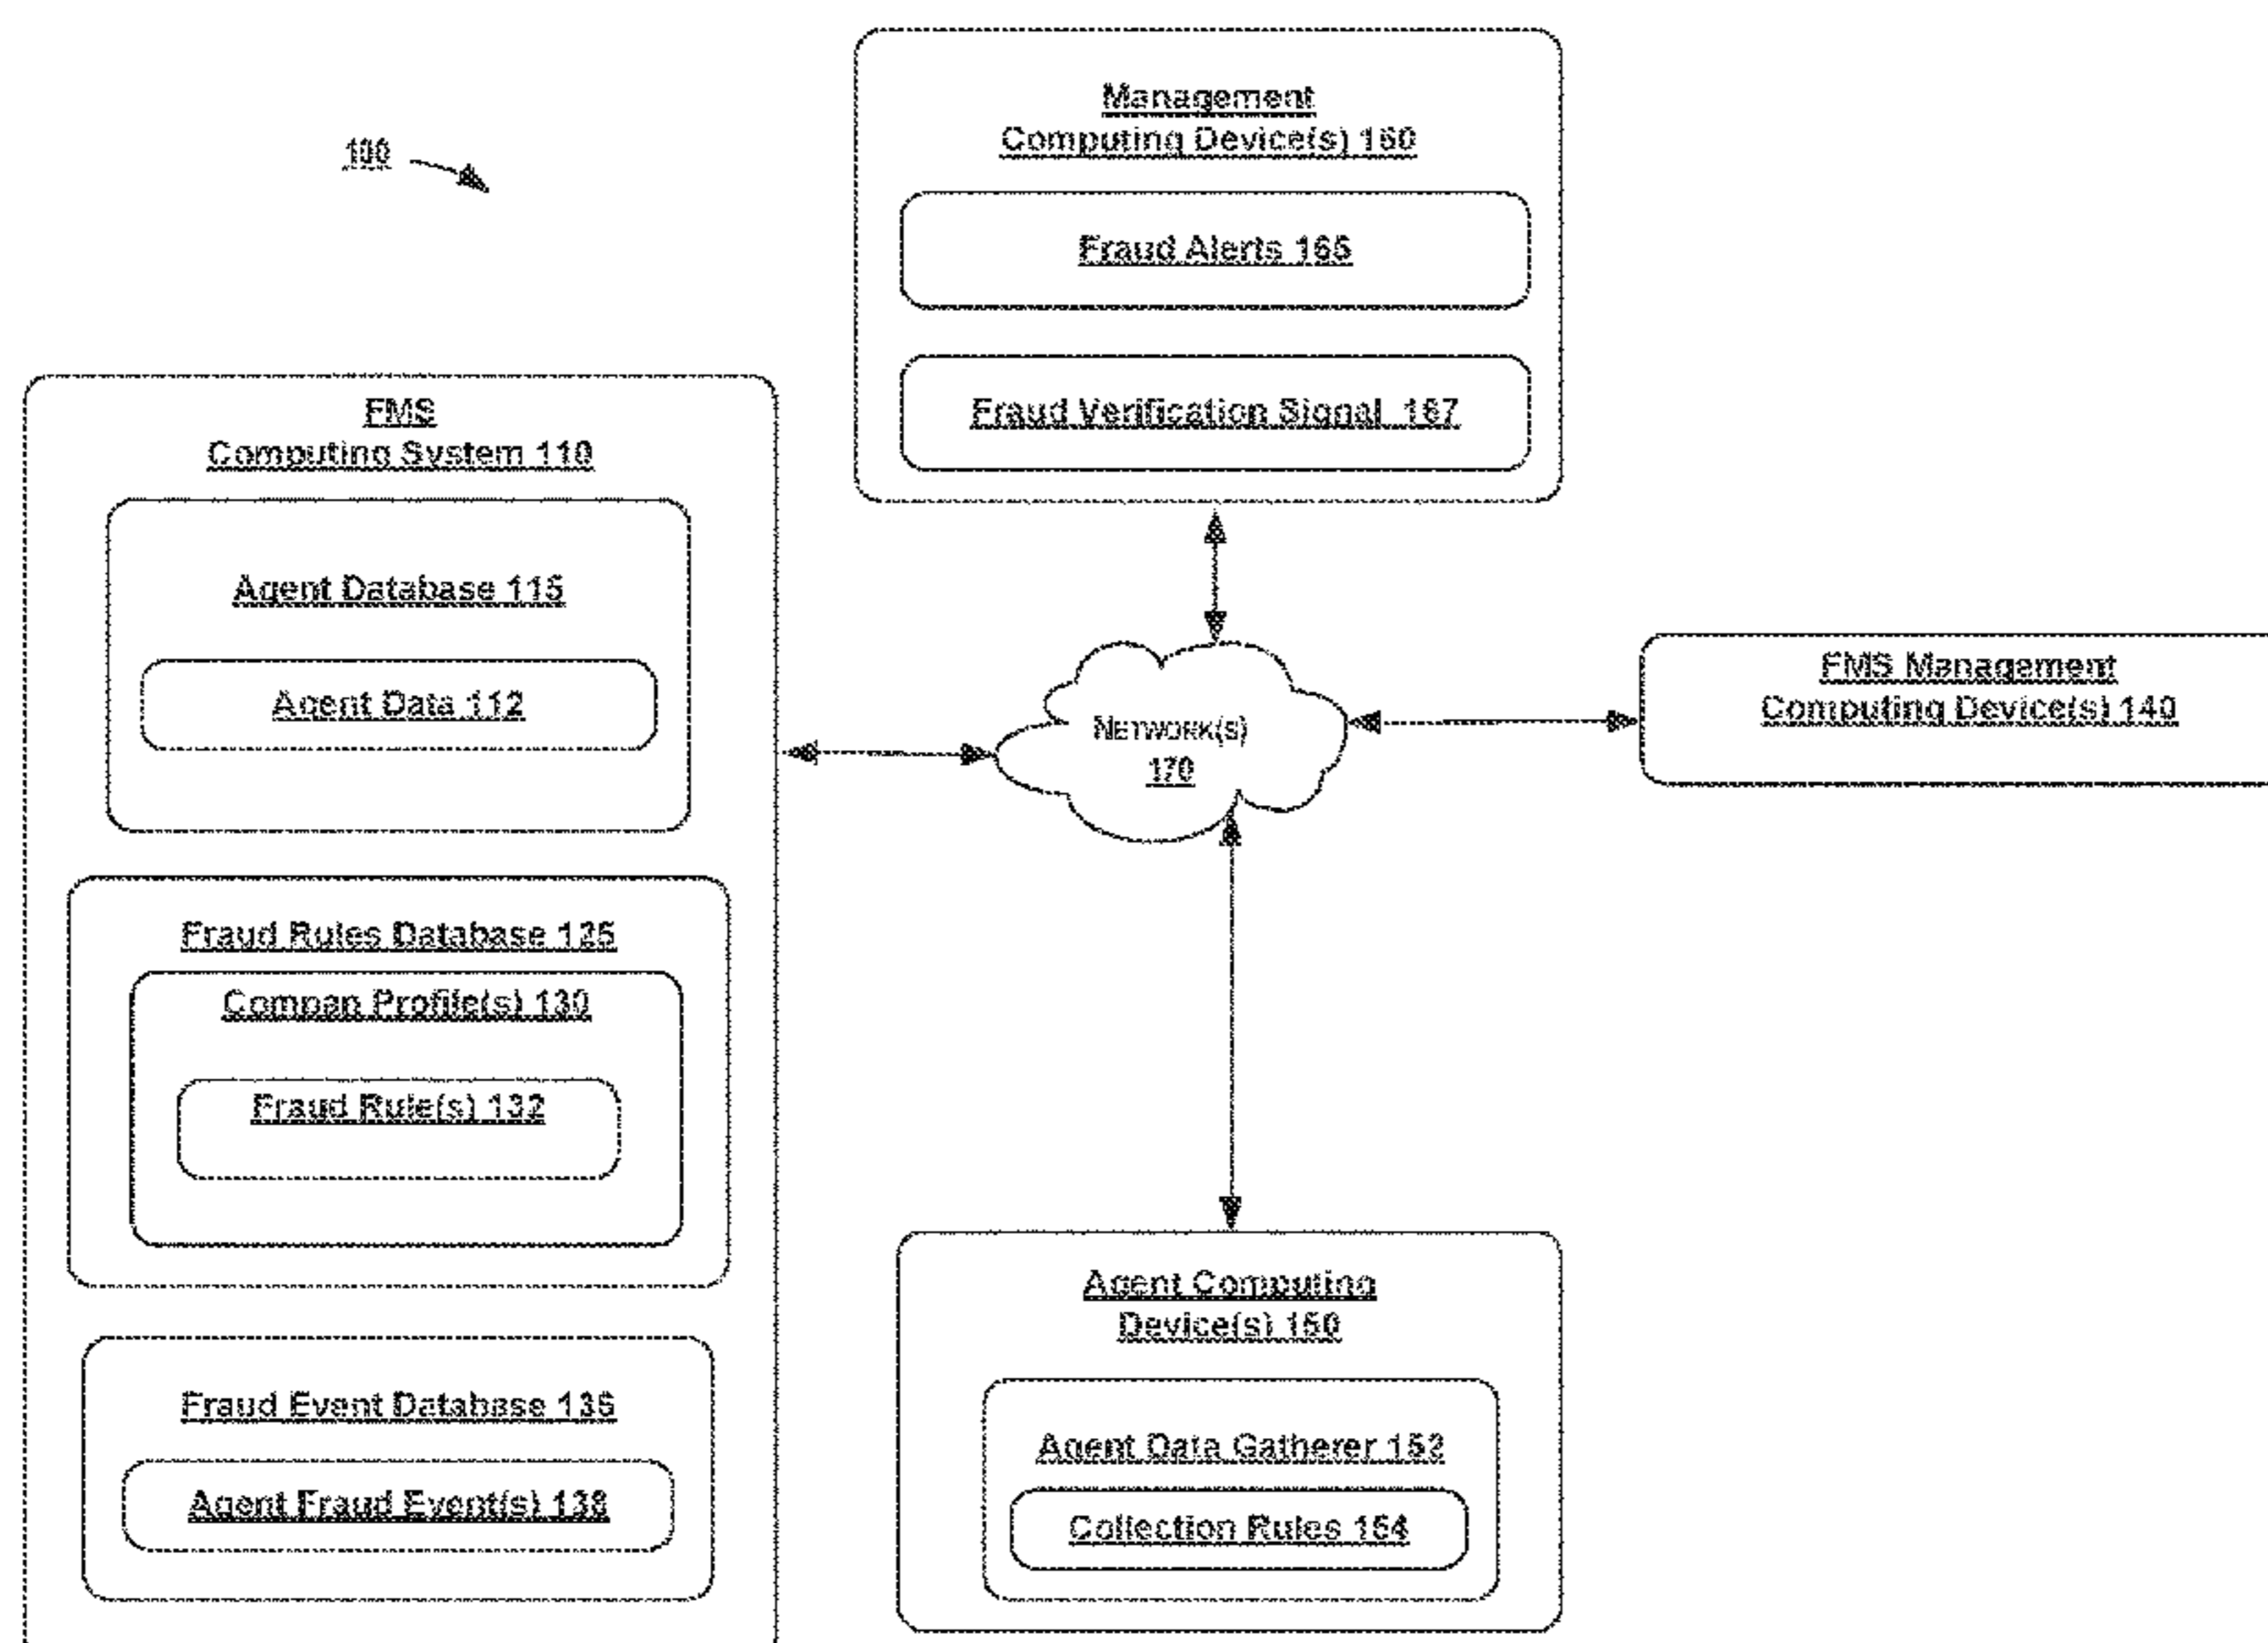 100
Management
Computing Device(s) 160
Fraud Alerts 165
Fraud Verification Signal 167
FMS
Computing System 110
Agent Database 115
Agent Data 112
Fraud Rules Database 125
Compan Profile(s) 130
Fraud Rule(s) 132
Fraud Event Database 136
Agent Fraud Event(s) 138
NETWORK(S)
170
FMS Management
Computing Device(s) 140
Agent Computing
Device(s) 150
Agent Data Gatherer 152
Collection Rules 154